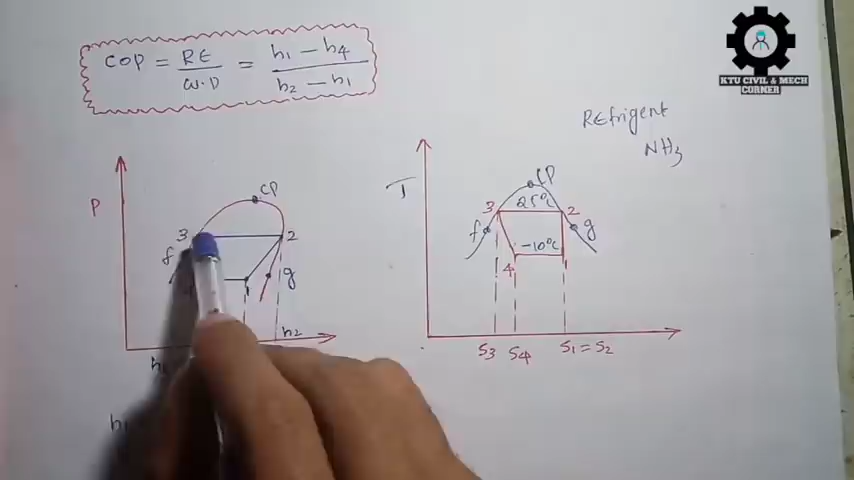 COP = RE / W.D = h1 - h4 / h2 - h1
KTU CIVIL & MECH
CORNER
REfrigent
NH3
P
CP
3
2
f
g
1
h2
T
CP
3
25°C
2
f
g
-10°C
4
S3 S4 S1 = S2